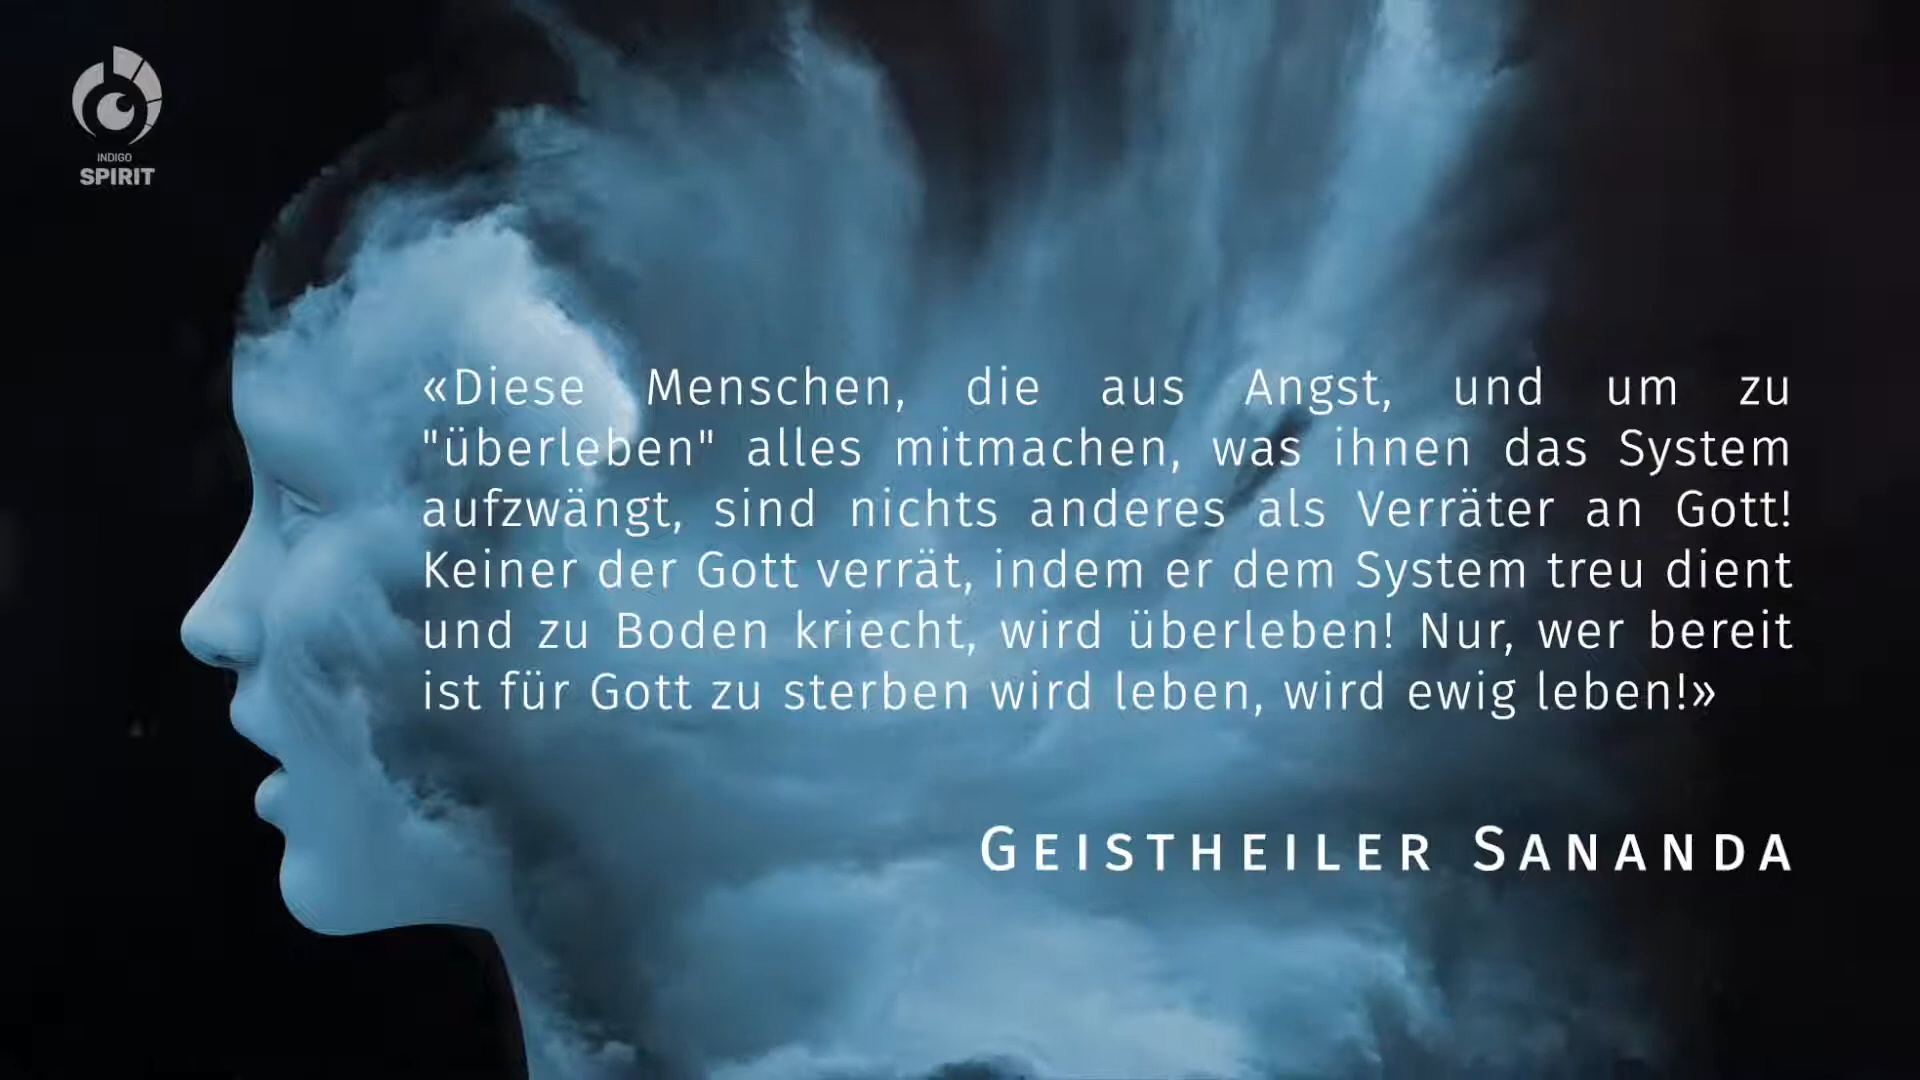 INDIGO
SPIRIT
«Diese Menschen, die aus Angst, und um zu
"überleben" alles mitmachen, was ihnen das System
aufzwängt, sind nichts anderes als Verräter an Gott!
Keiner der Gott verrät, indem er dem System treu dient
und zu Boden kriecht, wird überleben! Nur, wer bereit
ist für Gott zu sterben wird leben, wird ewig leben!»
GEISTHEILER SANANDA